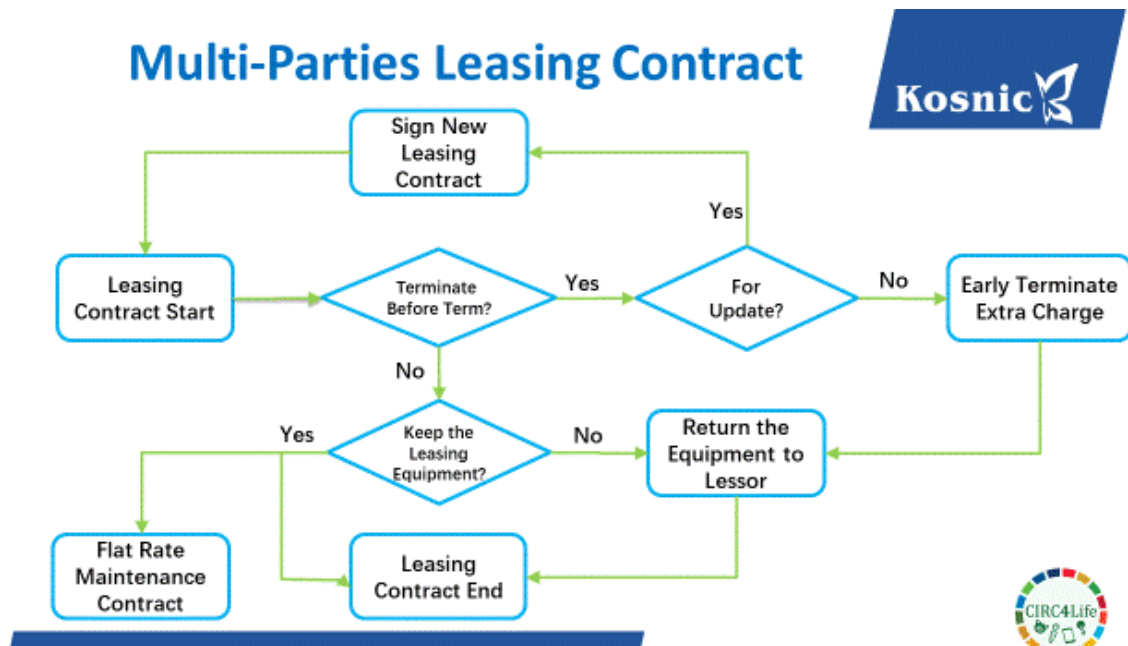 Multi-Parties Leasing Contract
Kosnic
Sign New
Leasing
Contract
Yes
Leasing
Contract Start
Terminate
Before Term?
Yes
For
Update?
No
Early Terminate
Extra Charge
No
Yes
Keep the
Leasing
Equipment?
No
Return the
Equipment to
Lessor
Flat Rate
Maintenance
Contract
Leasing
Contract End
CIRC4Life